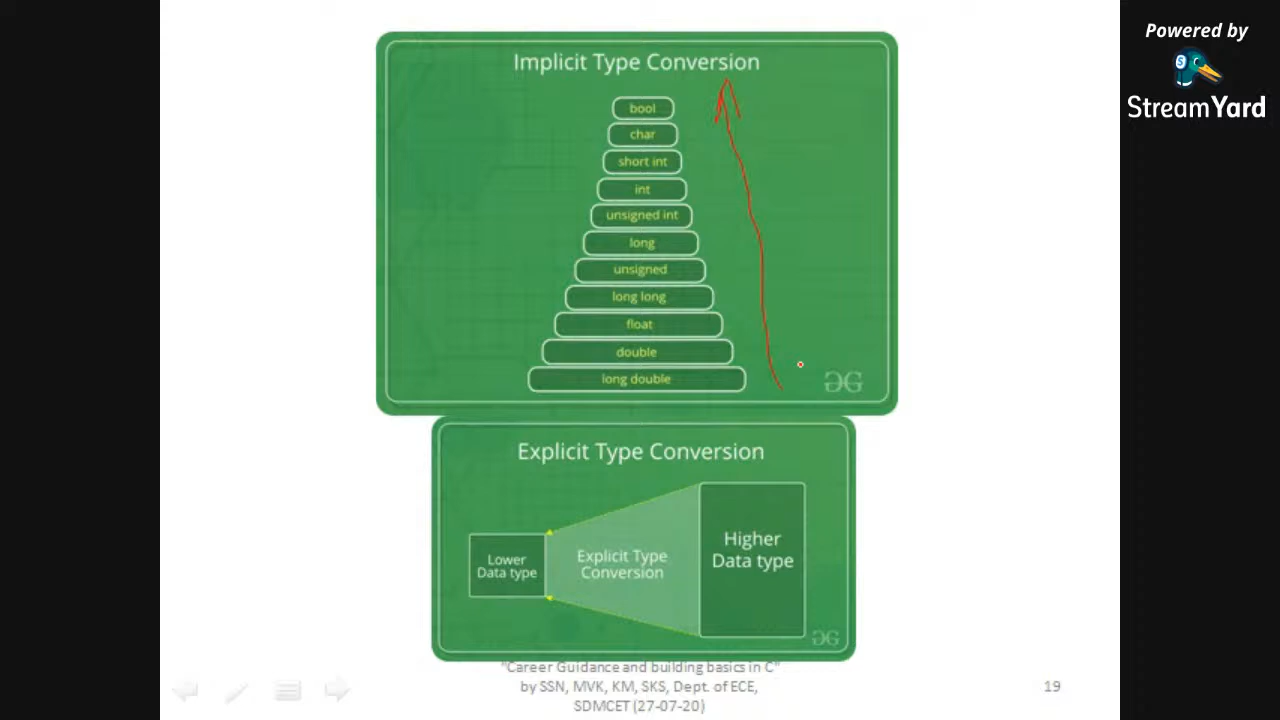 Powered by
StreamYard
Implicit Type Conversion
bool
char
short int
int
unsigned int
long
unsigned
long long
float
double
long double
GG
Explicit Type Conversion
Lower
Data type
Explicit Type
Conversion
Higher
Data type
GG
"Career Guidance and building basics in C"
by SSN, MVK, KM, SKS, Dept. of ECE,
SDMCET (27-07-20)
19